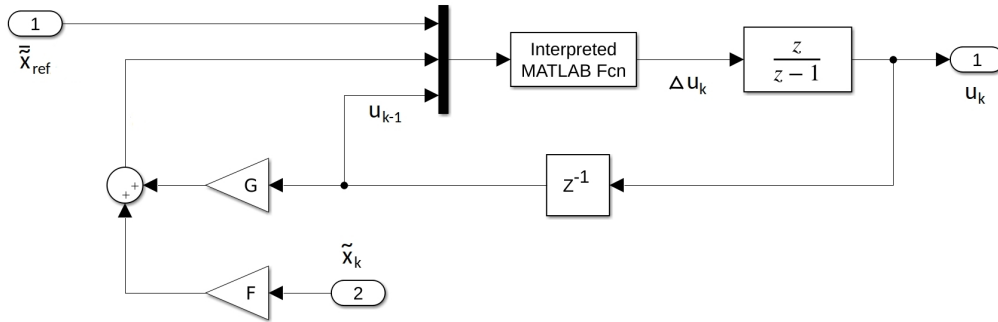 1
x̃̄ref
Interpreted
MATLAB Fcn
z
z − 1
1
Δuk
uk
uk-1
G
Z-1
+
+
x̃k
F
2